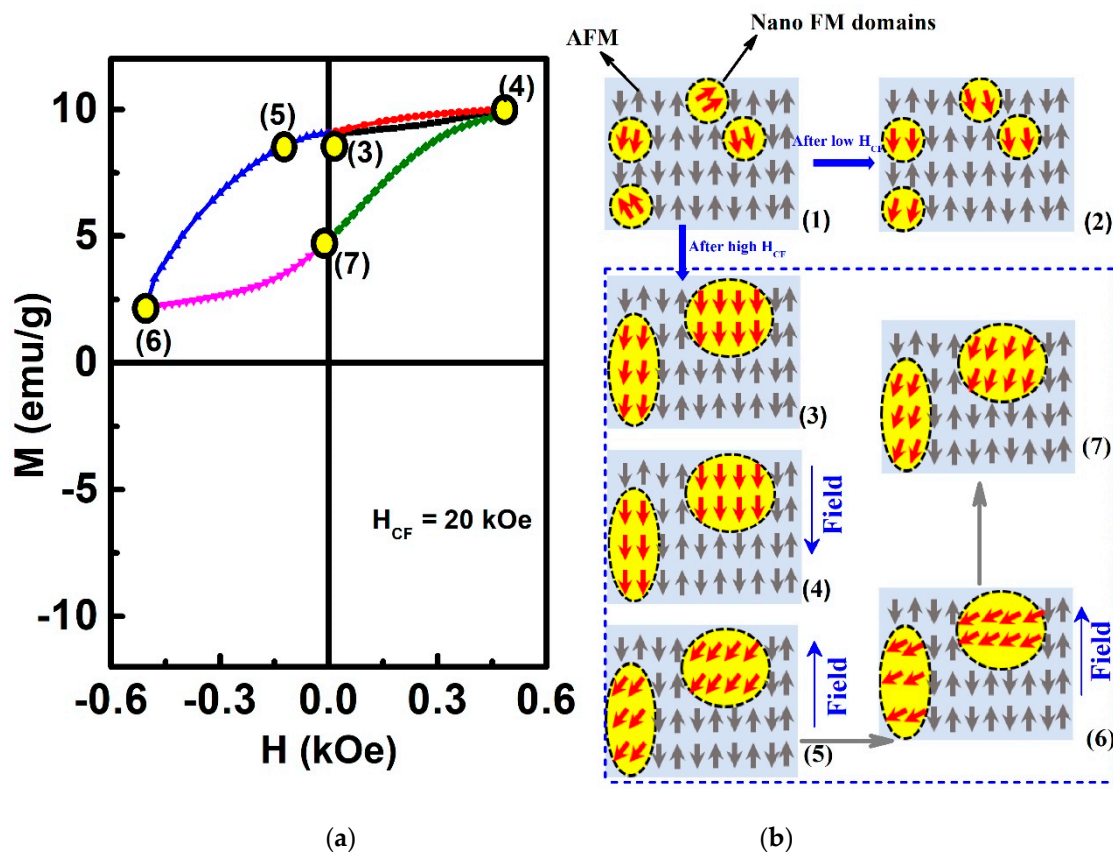 10
5
0
-5
-10
M (emu/g)
-0.6
-0.3
0.0
0.3
0.6
H (kOe)
(4)
(5)
(3)
(7)
(6)
H_CF = 20 kOe
(a)
Nano FM domains
AFM
After low H_CF
(1)
(2)
After high H_CF
(3)
(7)
Field
(4)
Field
(5)
Field
(6)
(b)